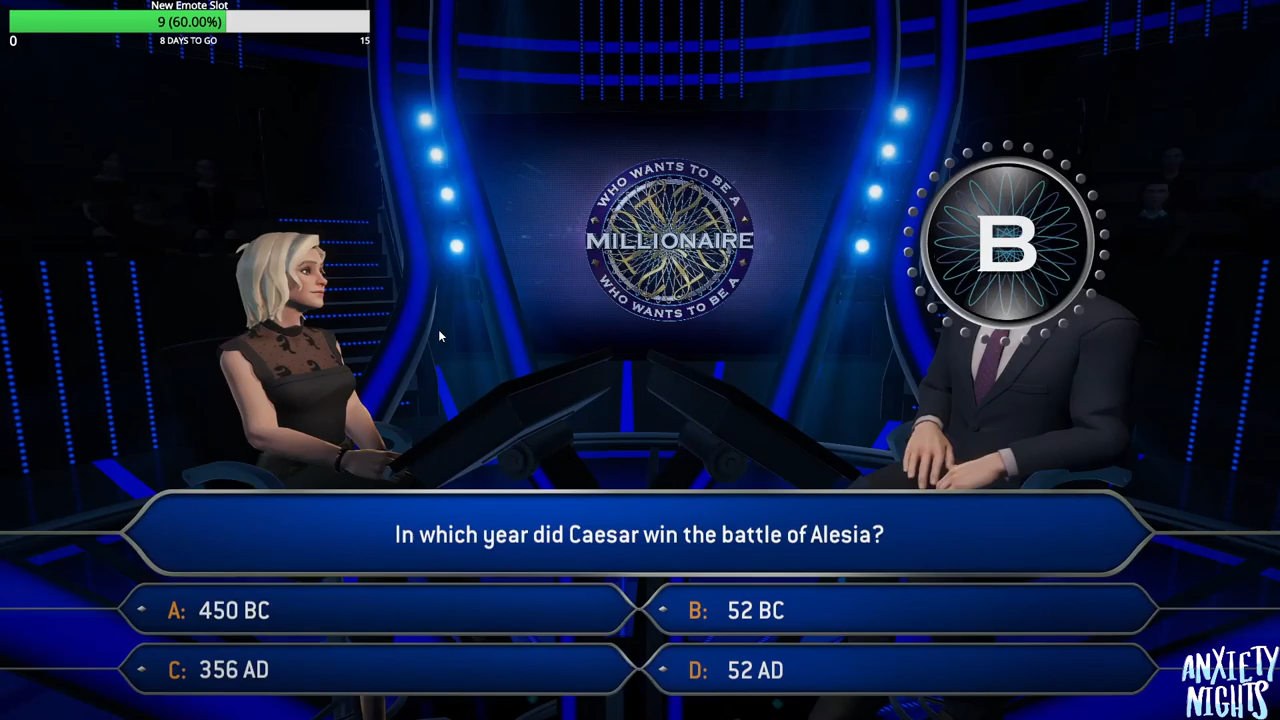 New Emote Slot
9 (60.00%)
0
8 DAYS TO GO
15
WHO WANTS TO BE A
MILLIONAIRE
WHO WANTS TO BE A
B
In which year did Caesar win the battle of Alesia?
A: 450 BC
B: 52 BC
C: 356 AD
D: 52 AD
ANXIETY
NIGHTS